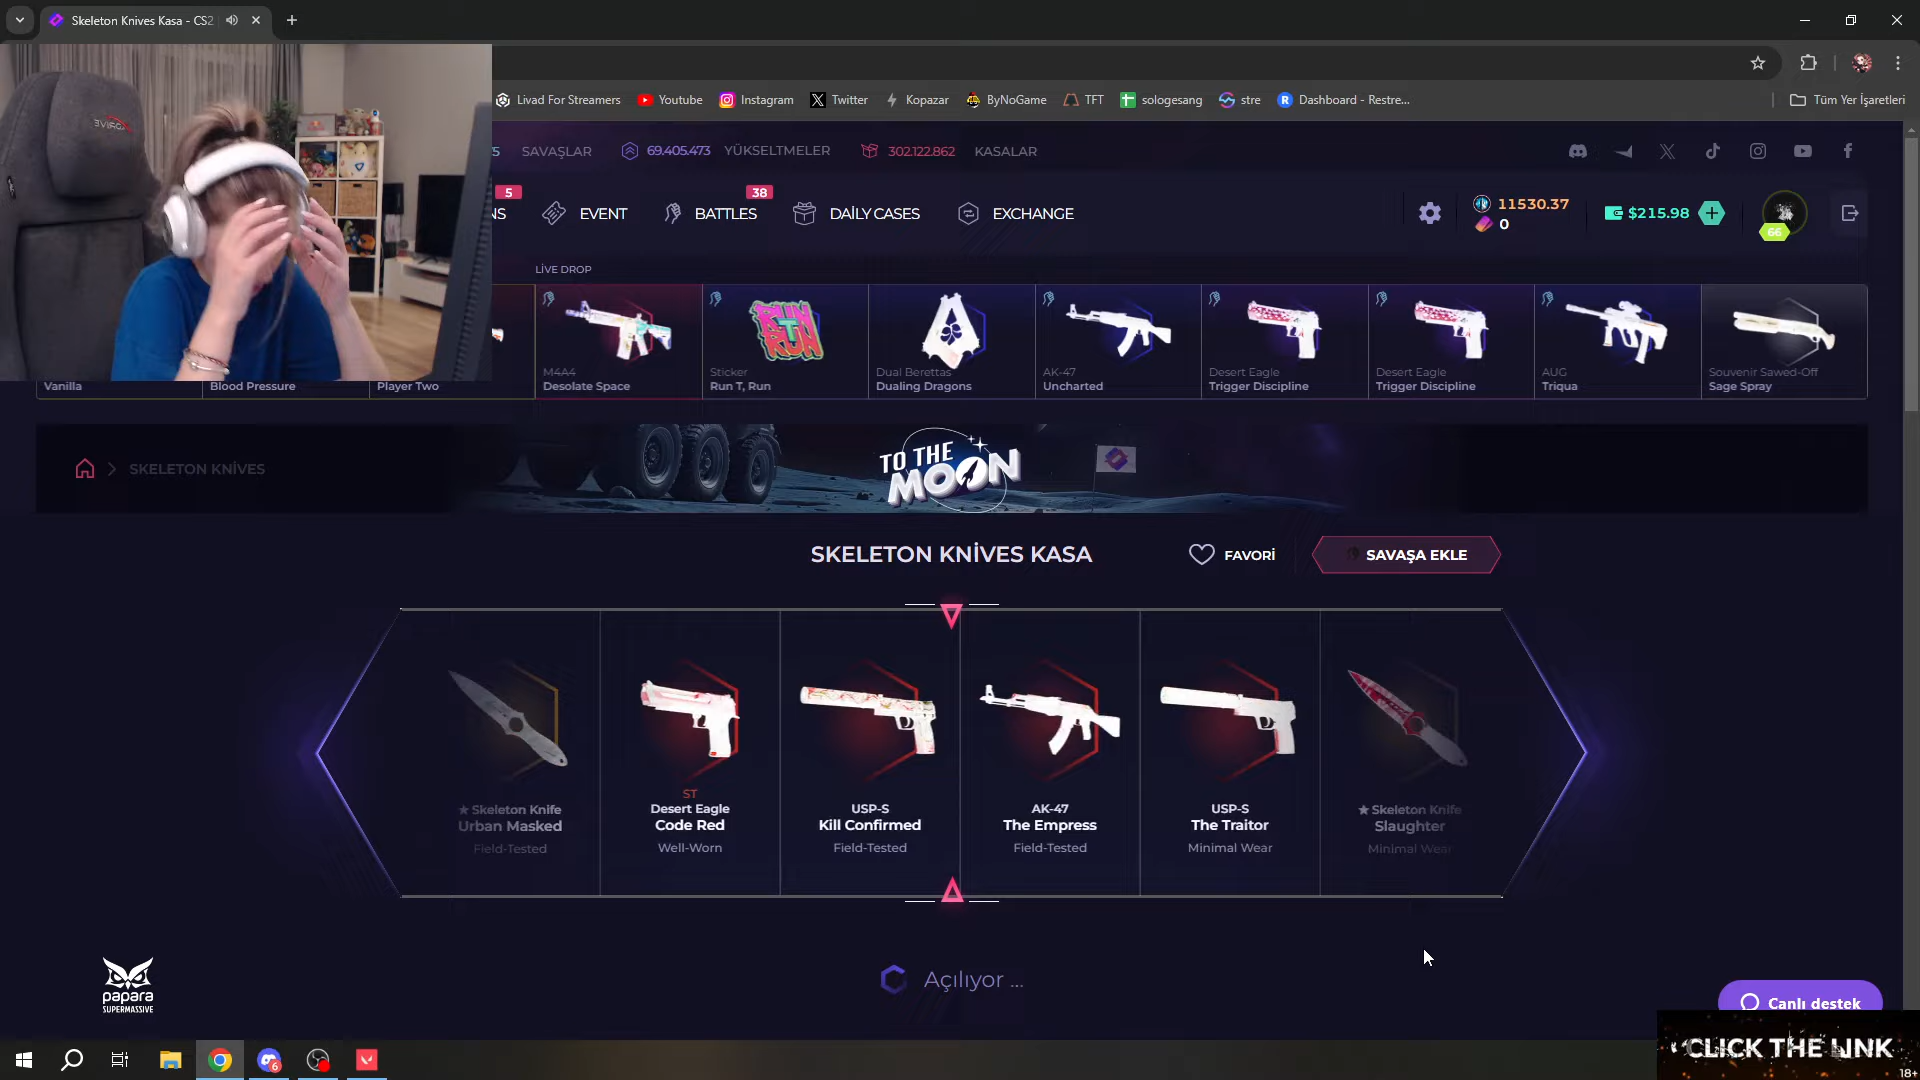 Skeleton Knives Kasa - CS2
Livad For Streamers
Youtube
Instagram
Twitter
Kopazar
ByNoGame
TFT
sologesang
stre
Dashboard - Restre...
Tüm Yer İşaretleri
5 SAVAŞLAR
69.405.473 YÜKSELTMELER
302.122.862 KASALAR
5
38
NS
EVENT
BATTLES
DAİLY CASES
EXCHANGE
11530.37
0
$215.98
66
LİVE DROP
Vanilla
Blood Pressure
Player Two
M4A4
Desolate Space
RUN T RUN
Sticker
Run T, Run
Dual Berettas
Dualing Dragons
AK-47
Uncharted
Desert Eagle
Trigger Discipline
Desert Eagle
Trigger Discipline
AUG
Triqua
Souvenir Sawed-Off
Sage Spray
SKELETON KNİVES
TO THE
MOON
SKELETON KNİVES KASA
FAVORİ
SAVAŞA EKLE
★ Skeleton Knife
Urban Masked
Field-Tested
ST
Desert Eagle
Code Red
Well-Worn
USP-S
Kill Confirmed
Field-Tested
AK-47
The Empress
Field-Tested
USP-S
The Traitor
Minimal Wear
★ Skeleton Knife
Slaughter
Minimal Wear
Açılıyor ...
papara
SUPERMASSIVE
Canlı destek
6
CLICK THE LINK
18+